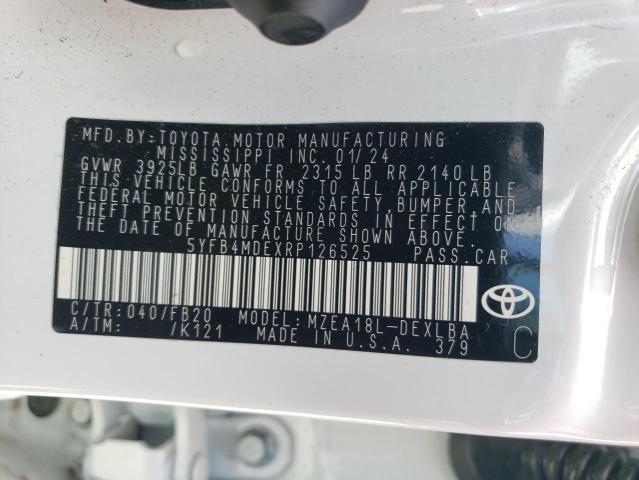 MFD. BY: TOYOTA MOTOR MANUFACTURING
MISSISSIPPI INC. 01/24
GVWR 3925LB GAWR FR 2315 LB RR 2140 LB
THIS VEHICLE CONFORMS TO ALL APPLICABLE
FEDERAL MOTOR VEHICLE SAFETY, BUMPER, AND
THEFT PREVENTION STANDARDS IN EFFECT ON
THE DATE OF MANUFACTURE SHOWN ABOVE.
5YFB4MDEXRP126525 PASS. CAR
C/TR: 040/FB20 MODEL: MZEA18L-DEXLBA
A/TM: /K121 MADE IN U.S.A. 379 C